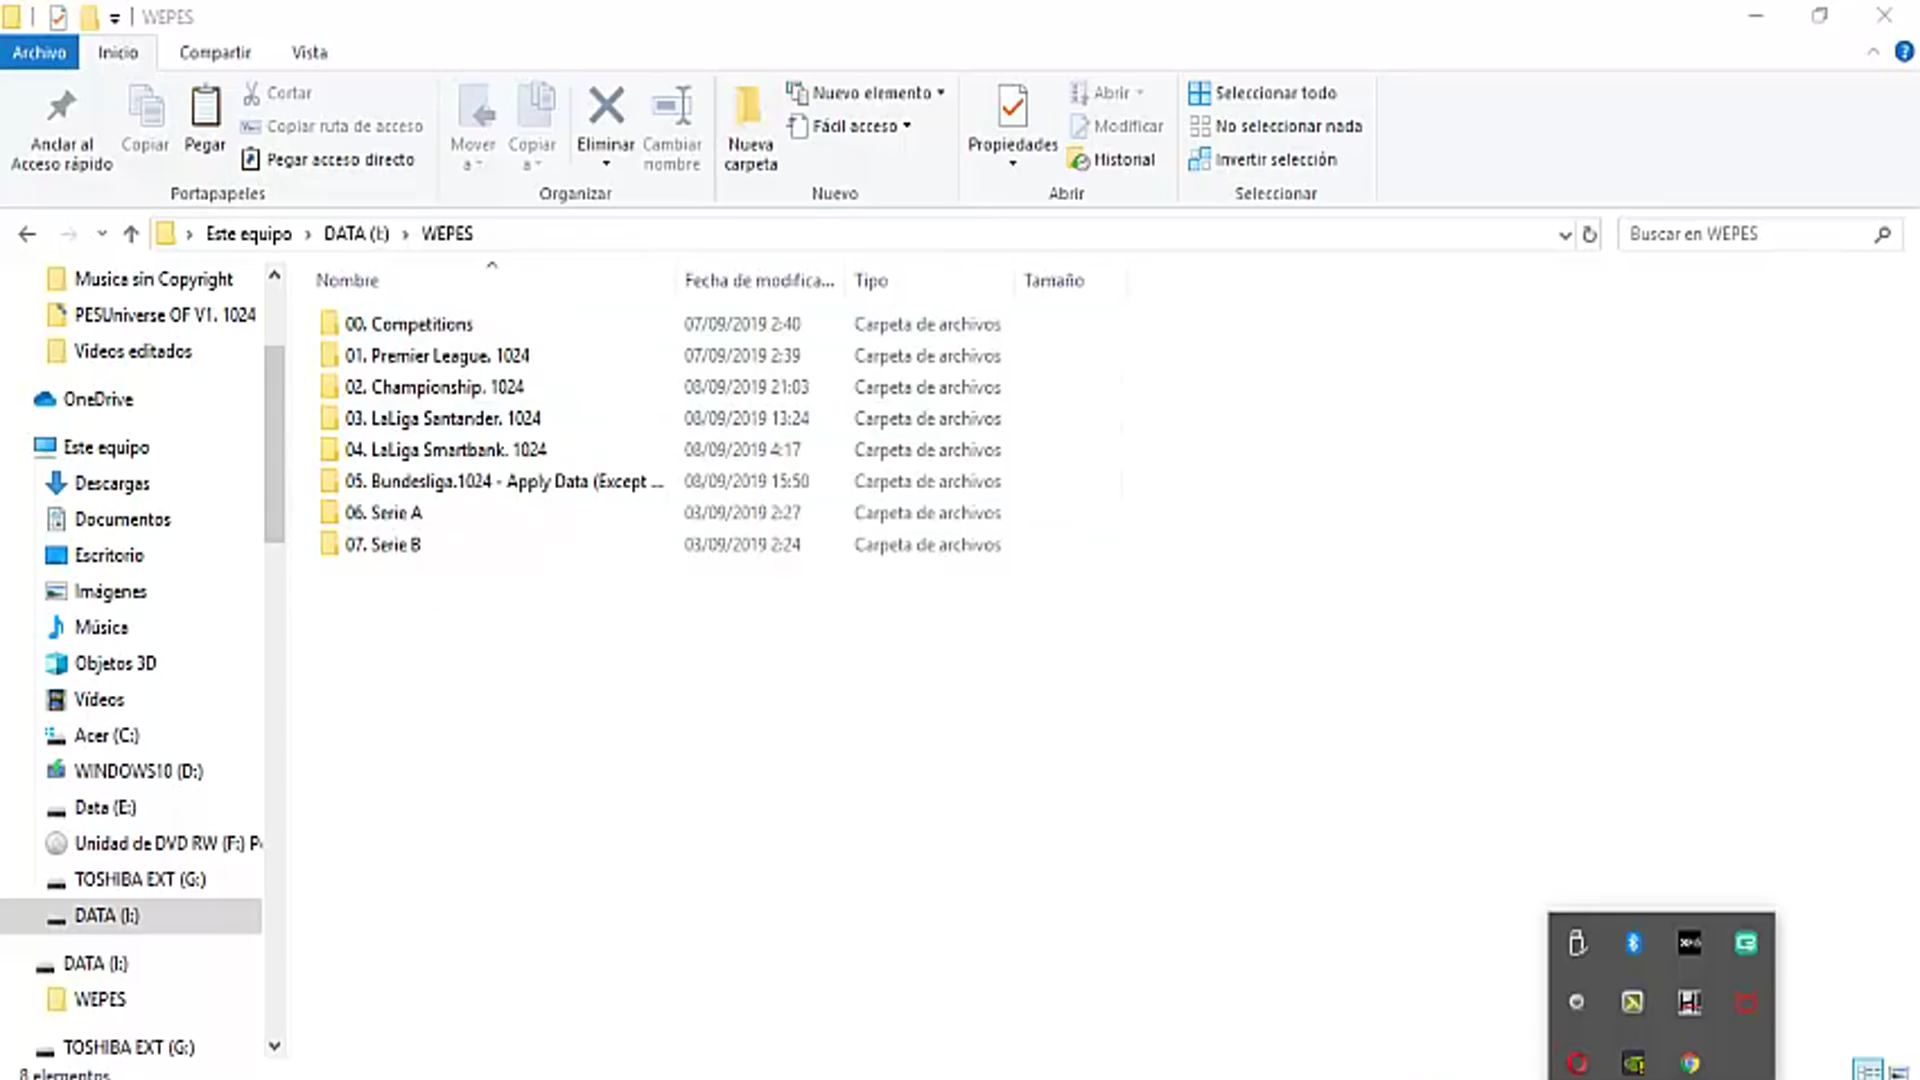 WEPES
Archivo Inicio Compartir Vista
Anclar al Acceso rápido
Copiar
Pegar
Cortar
Copiar ruta de acceso
Pegar acceso directo
Portapapeles
Mover a
Copiar a
Eliminar
Cambiar nombre
Organizar
Nueva carpeta
Nuevo elemento
Fácil acceso
Nuevo
Propiedades
Abrir
Modificar
Historial
Abrir
Seleccionar todo
No seleccionar nada
Invertir selección
Seleccionar
Este equipo › DATA (I:) › WEPES
Buscar en WEPES
Musica sin Copyright
PESUniverse OF V1. 1024
Videos editados
OneDrive
Este equipo
Descargas
Documentos
Escritorio
Imágenes
Música
Objetos 3D
Vídeos
Acer (C:)
WINDOWS10 (D:)
Data (E:)
Unidad de DVD RW (F:)
TOSHIBA EXT (G:)
DATA (I:)
DATA (I:)
WEPES
TOSHIBA EXT (G:)
8 elementos
Nombre Fecha de modifica... Tipo Tamaño
00. Competitions 07/09/2019 2:40 Carpeta de archivos
01. Premier League. 1024 07/09/2019 2:39 Carpeta de archivos
02. Championship. 1024 08/09/2019 21:03 Carpeta de archivos
03. LaLiga Santander. 1024 08/09/2019 13:24 Carpeta de archivos
04. LaLiga Smartbank. 1024 08/09/2019 4:17 Carpeta de archivos
05. Bundesliga.1024 - Apply Data (Except ... 08/09/2019 15:50 Carpeta de archivos
06. Serie A 03/09/2019 2:27 Carpeta de archivos
07. Serie B 03/09/2019 2:24 Carpeta de archivos